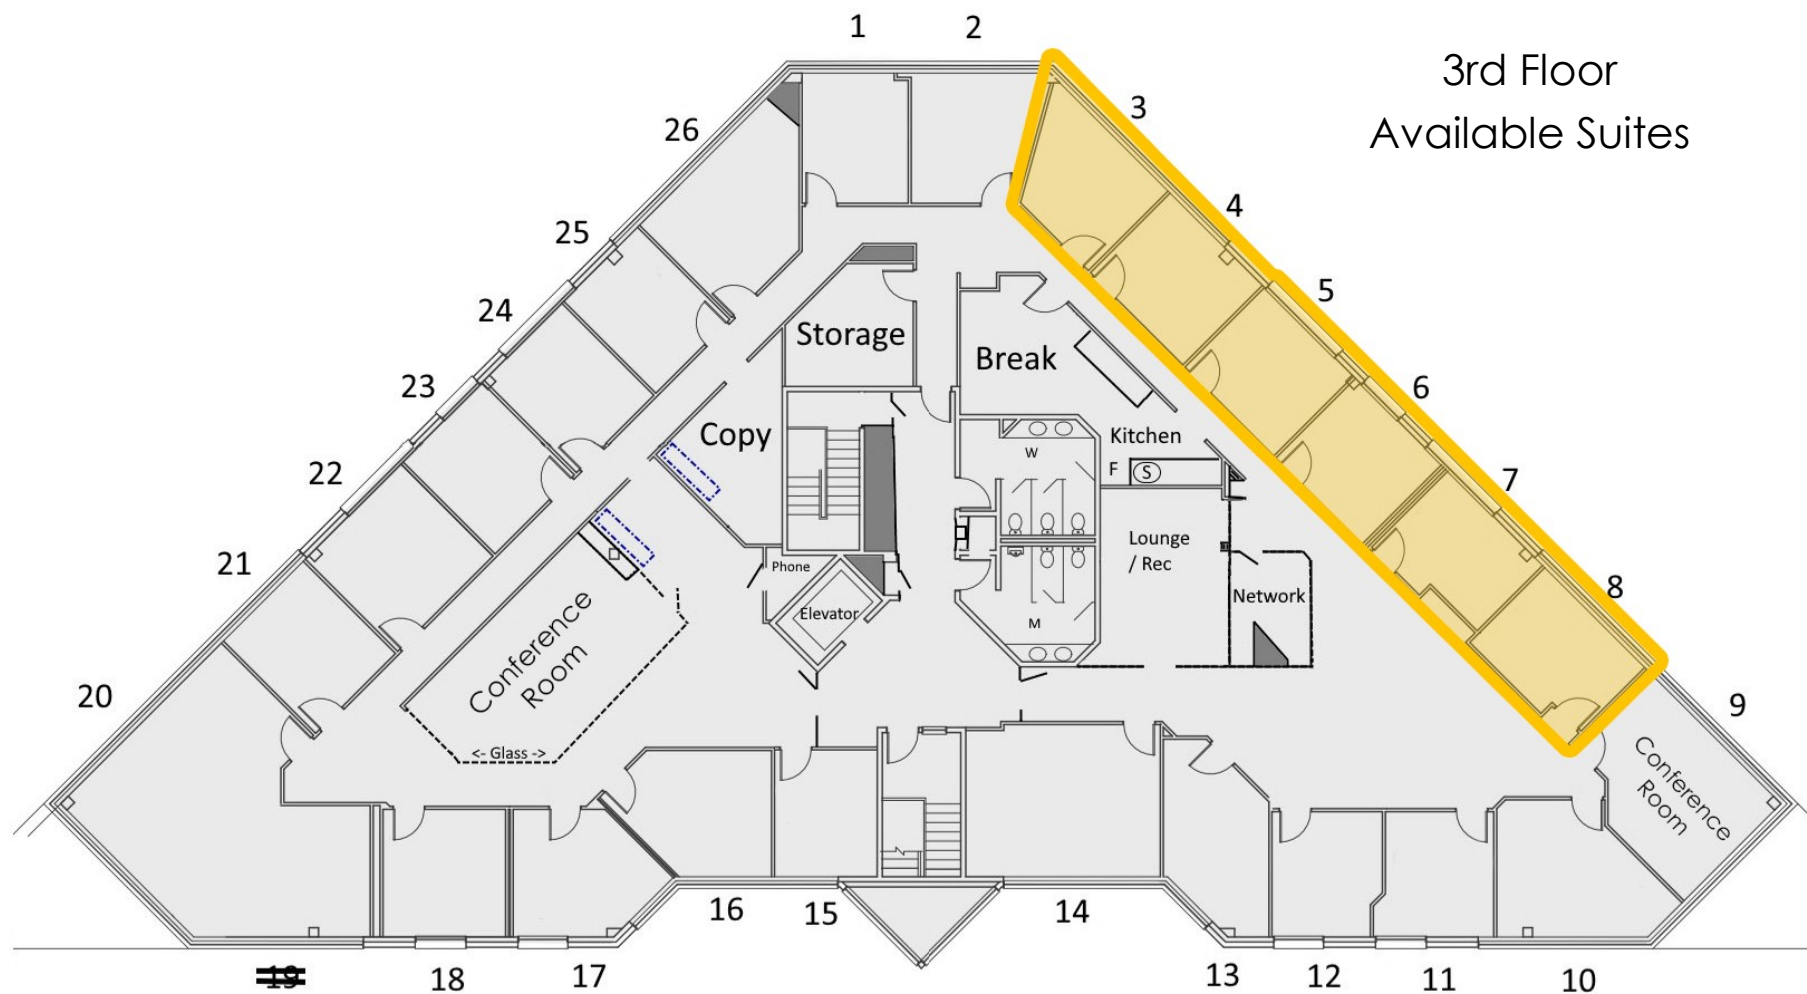 1
2
3rd Floor
Available Suites
3
26
4
25
5
24
Storage
Break
6
23
Copy
Kitchen
W
F
S
22
7
Lounge
/ Rec
21
Phone
8
Network
Elevator
M
Conference
Room
20
9
<- Glass ->
Conference
Room
16
15
14
19
18
17
13
12
11
10